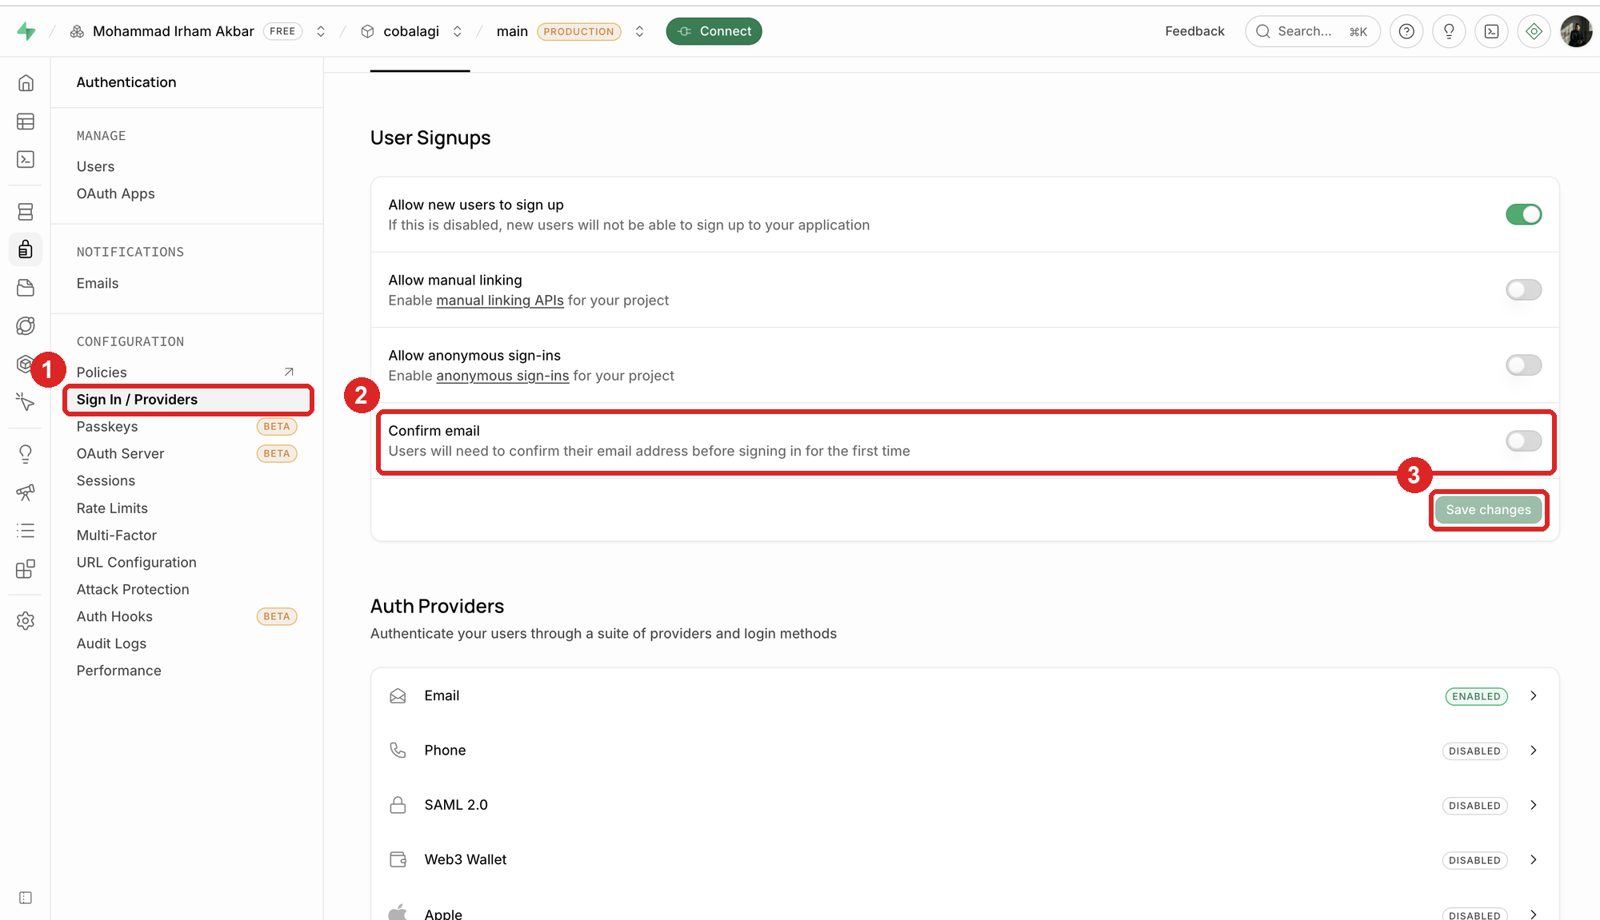 Mohammad Irham Akbar FREE cobalagi main PRODUCTION Connect Feedback Search... ⌘K
Authentication
MANAGE
Users
OAuth Apps
NOTIFICATIONS
Emails
CONFIGURATION
1
Policies
Sign In / Providers
Passkeys BETA
OAuth Server BETA
Sessions
Rate Limits
Multi-Factor
URL Configuration
Attack Protection
Auth Hooks BETA
Audit Logs
Performance
User Signups
Allow new users to sign up
If this is disabled, new users will not be able to sign up to your application
Allow manual linking
Enable manual linking APIs for your project
Allow anonymous sign-ins
Enable anonymous sign-ins for your project
2
Confirm email
Users will need to confirm their email address before signing in for the first time
3
Save changes
Auth Providers
Authenticate your users through a suite of providers and login methods
Email ENABLED
Phone DISABLED
SAML 2.0 DISABLED
Web3 Wallet DISABLED
Apple DISABLED